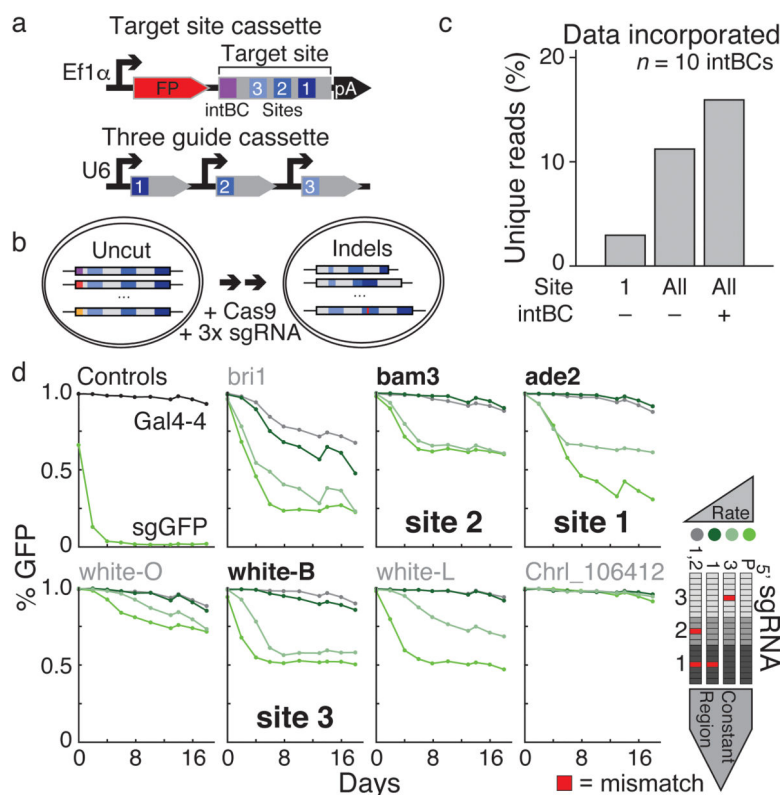 a
Target site cassette
Target site
Ef1α
FP
3 2 1
pA
intBC Sites
Three guide cassette
U6
1 2 3
b
Uncut
Indels
...
...
+ Cas9
+ 3x sgRNA
c
Data incorporated
n = 10 intBCs
Unique reads (%)
20
10
0
Site 1 All All
intBC – – +
d
% GFP
Controls
Gal4-4
sgGFP
1.0
0.5
0
bri1
bam3
site 2
ade2
site 1
white-O
1.0
0.5
0
white-B
site 3
white-L
Chrl_106412
0 8 16
0 8 16
0 8 16
0 8 16
Days
Rate
1,2
1
3
P
5' sgRNA
3
2
1
Constant
Region
= mismatch